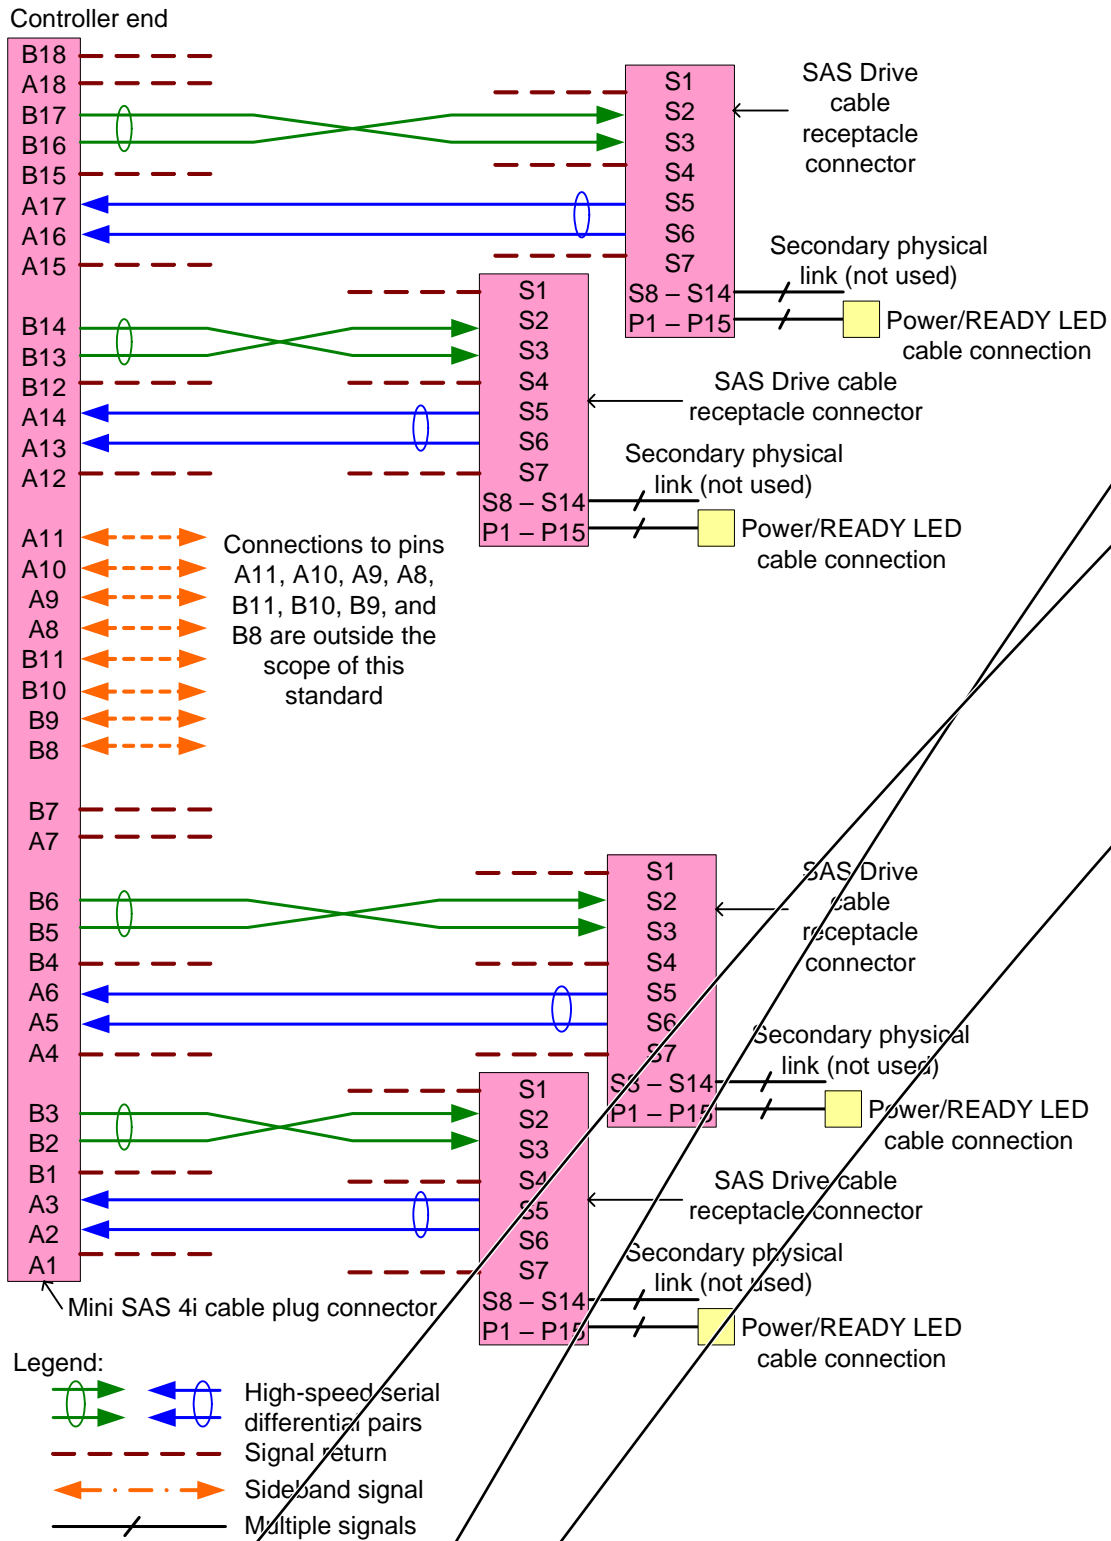 Controller end
B18
A18
B17
B16
B15
A17
A16
A15
B14
B13
B12
A14
A13
A12
A11
A10
A9
A8
B11
B10
B9
B8
B7
A7
B6
B5
B4
A6
A5
A4
B3
B2
B1
A3
A2
A1
Mini SAS 4i cable plug connector
S1
S2
S3
S4
S5
S6
S7
S8 – S14
P1 – P15
SAS Drive
cable
receptacle
connector
Secondary physical
link (not used)
Power/READY LED
cable connection
S1
S2
S3
S4
S5
S6
S7
S8 – S14
P1 – P15
SAS Drive cable
receptacle connector
Secondary physical
link (not used)
Power/READY LED
cable connection
Connections to pins
A11, A10, A9, A8,
B11, B10, B9, and
B8 are outside the
scope of this
standard
S1
S2
S3
S4
S5
S6
S7
S8 – S14
P1 – P15
SAS Drive
cable
receptacle
connector
Secondary physical
link (not used)
Power/READY LED
cable connection
S1
S2
S3
S4
S5
S6
S7
S8 – S14
P1 – P15
SAS Drive cable
receptacle connector
Secondary physical
link (not used)
Power/READY LED
cable connection
Legend:
High-speed serial
differential pairs
Signal return
Sideband signal
Multiple signals